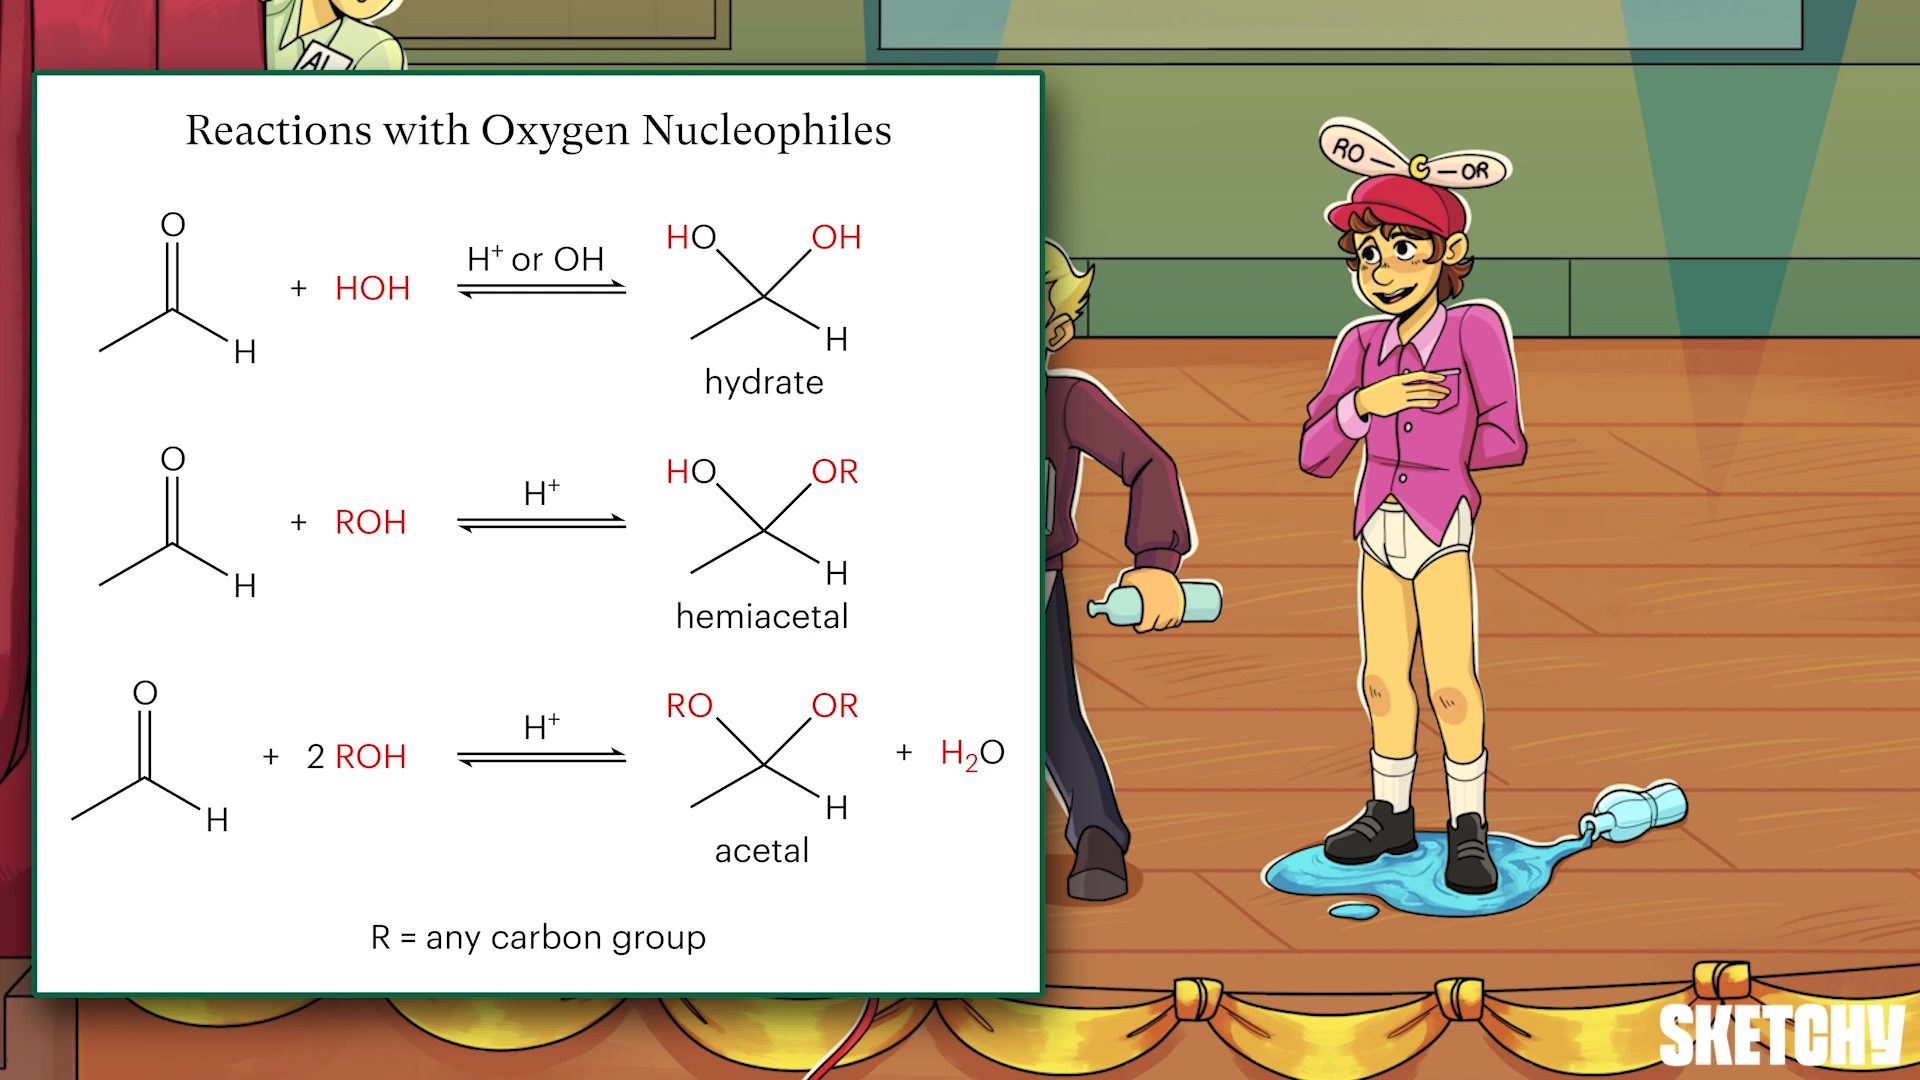 AL
Reactions with Oxygen Nucleophiles
O
H
+ HOH
H⁺ or OH
HO
OH
H
hydrate
O
H
+ ROH
H⁺
HO
OR
H
hemiacetal
O
H
+ 2 ROH
H⁺
RO
OR
H
+ H₂O
acetal
R = any carbon group
RO — C — OR
SKETCHY